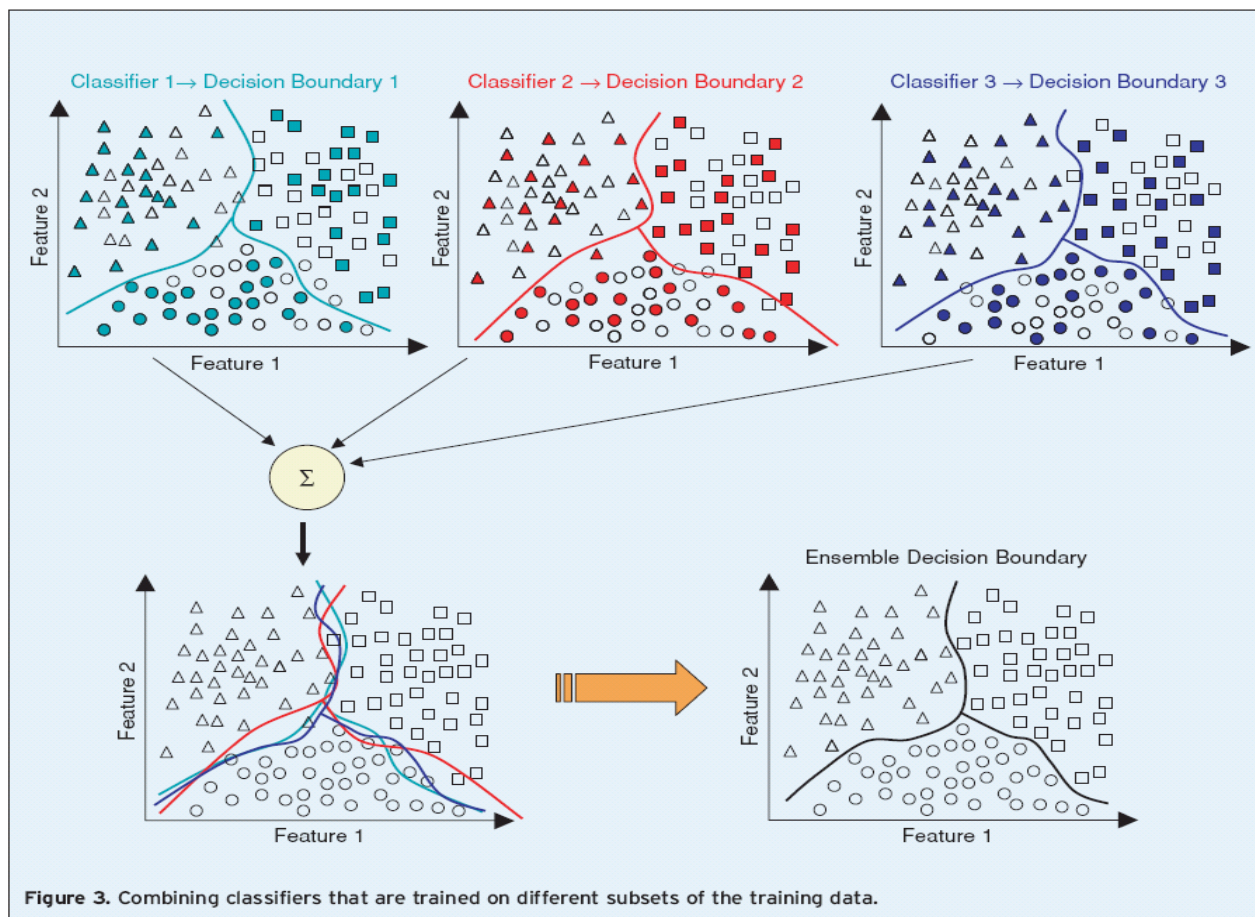 Classifier 1 → Decision Boundary 1
Classifier 2 → Decision Boundary 2
Classifier 3 → Decision Boundary 3
Feature 2
Feature 1
Feature 2
Feature 1
Feature 2
Feature 1
Σ
Feature 2
Feature 1
Ensemble Decision Boundary
Feature 2
Feature 1
Figure 3. Combining classifiers that are trained on different subsets of the training data.